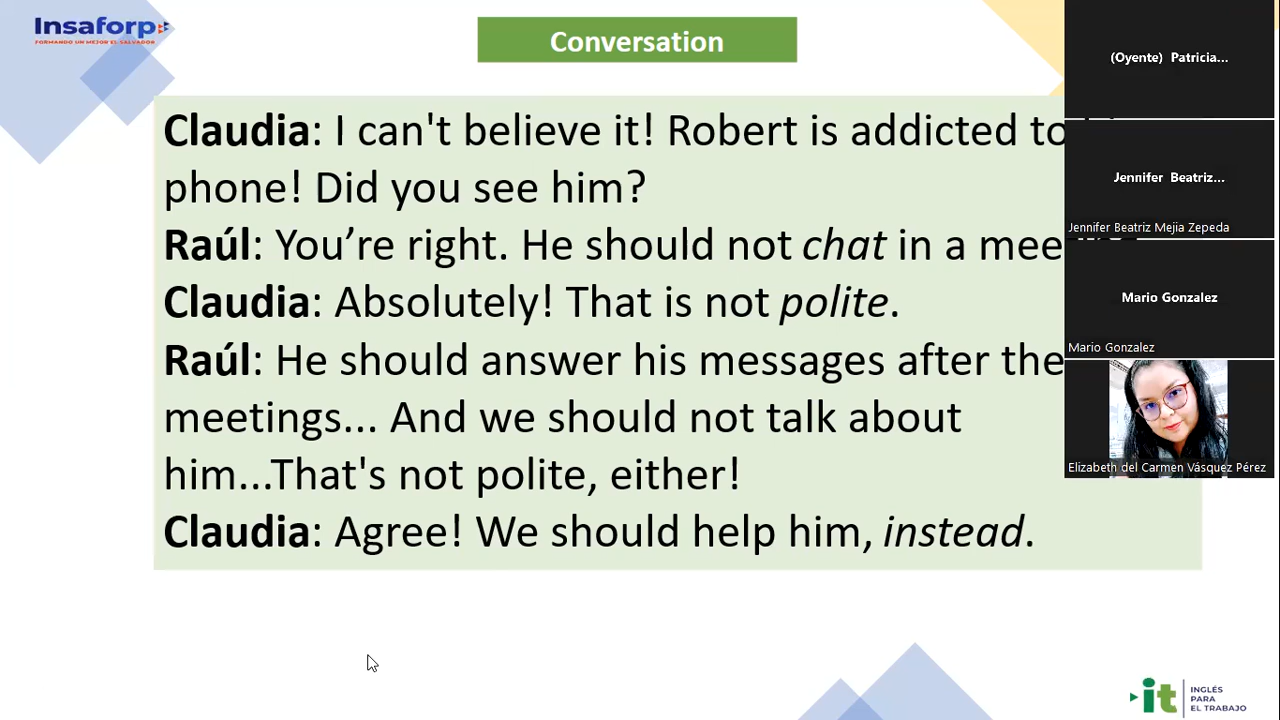 Insaforp
FORMANDO UN MEJOR EL SALVADOR
Conversation
Claudia: I can't believe it! Robert is addicted to
phone! Did you see him?
Raúl: You’re right. He should not chat in a mee
Claudia: Absolutely! That is not polite.
Raúl: He should answer his messages after the
meetings... And we should not talk about
him...That's not polite, either!
Claudia: Agree! We should help him, instead.
(Oyente) Patricia...
Jennifer Beatriz...
Jennifer Beatriz Mejia Zepeda
Mario Gonzalez
Mario Gonzalez
Elizabeth del Carmen Vásquez Pérez
it
INGLÉS
PARA
EL TRABAJO